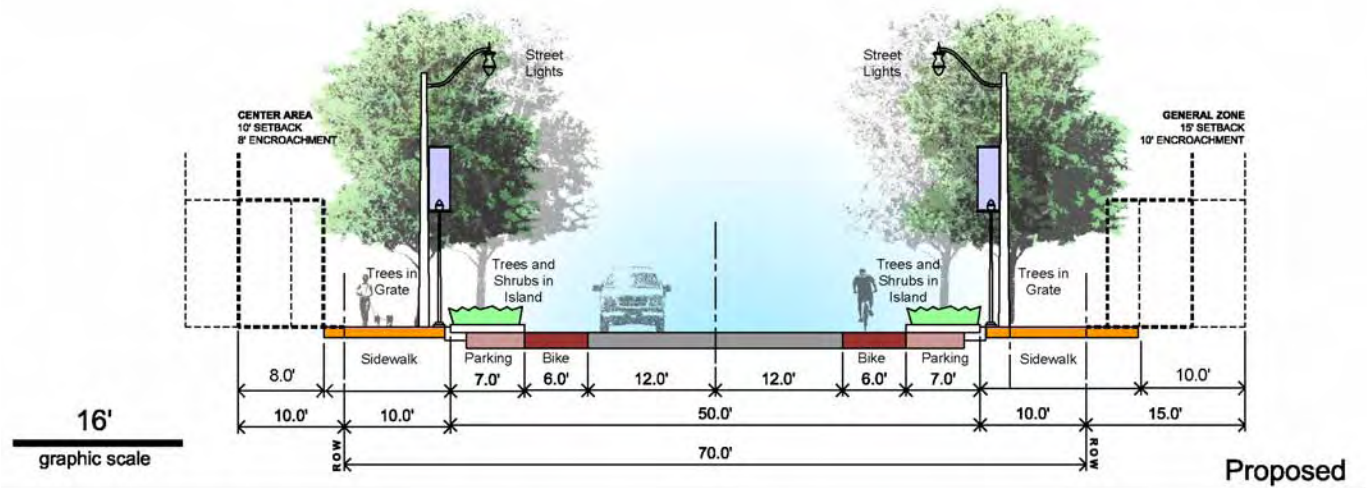 Street
Lights
Street
Lights
CENTER AREA
10' SETBACK
8' ENCROACHMENT
GENERAL ZONE
15' SETBACK
10' ENCROACHMENT
Trees in
Grate
Trees and
Shrubs in
Island
Trees and
Shrubs in
Island
Trees in
Grate
Sidewalk
Parking
Bike
Bike
Parking
Sidewalk
8.0'
7.0'
6.0'
12.0'
12.0'
6.0'
7.0'
10.0'
10.0'
10.0'
50.0'
10.0'
15.0'
16'
graphic scale
ROW
70.0'
ROW
Proposed